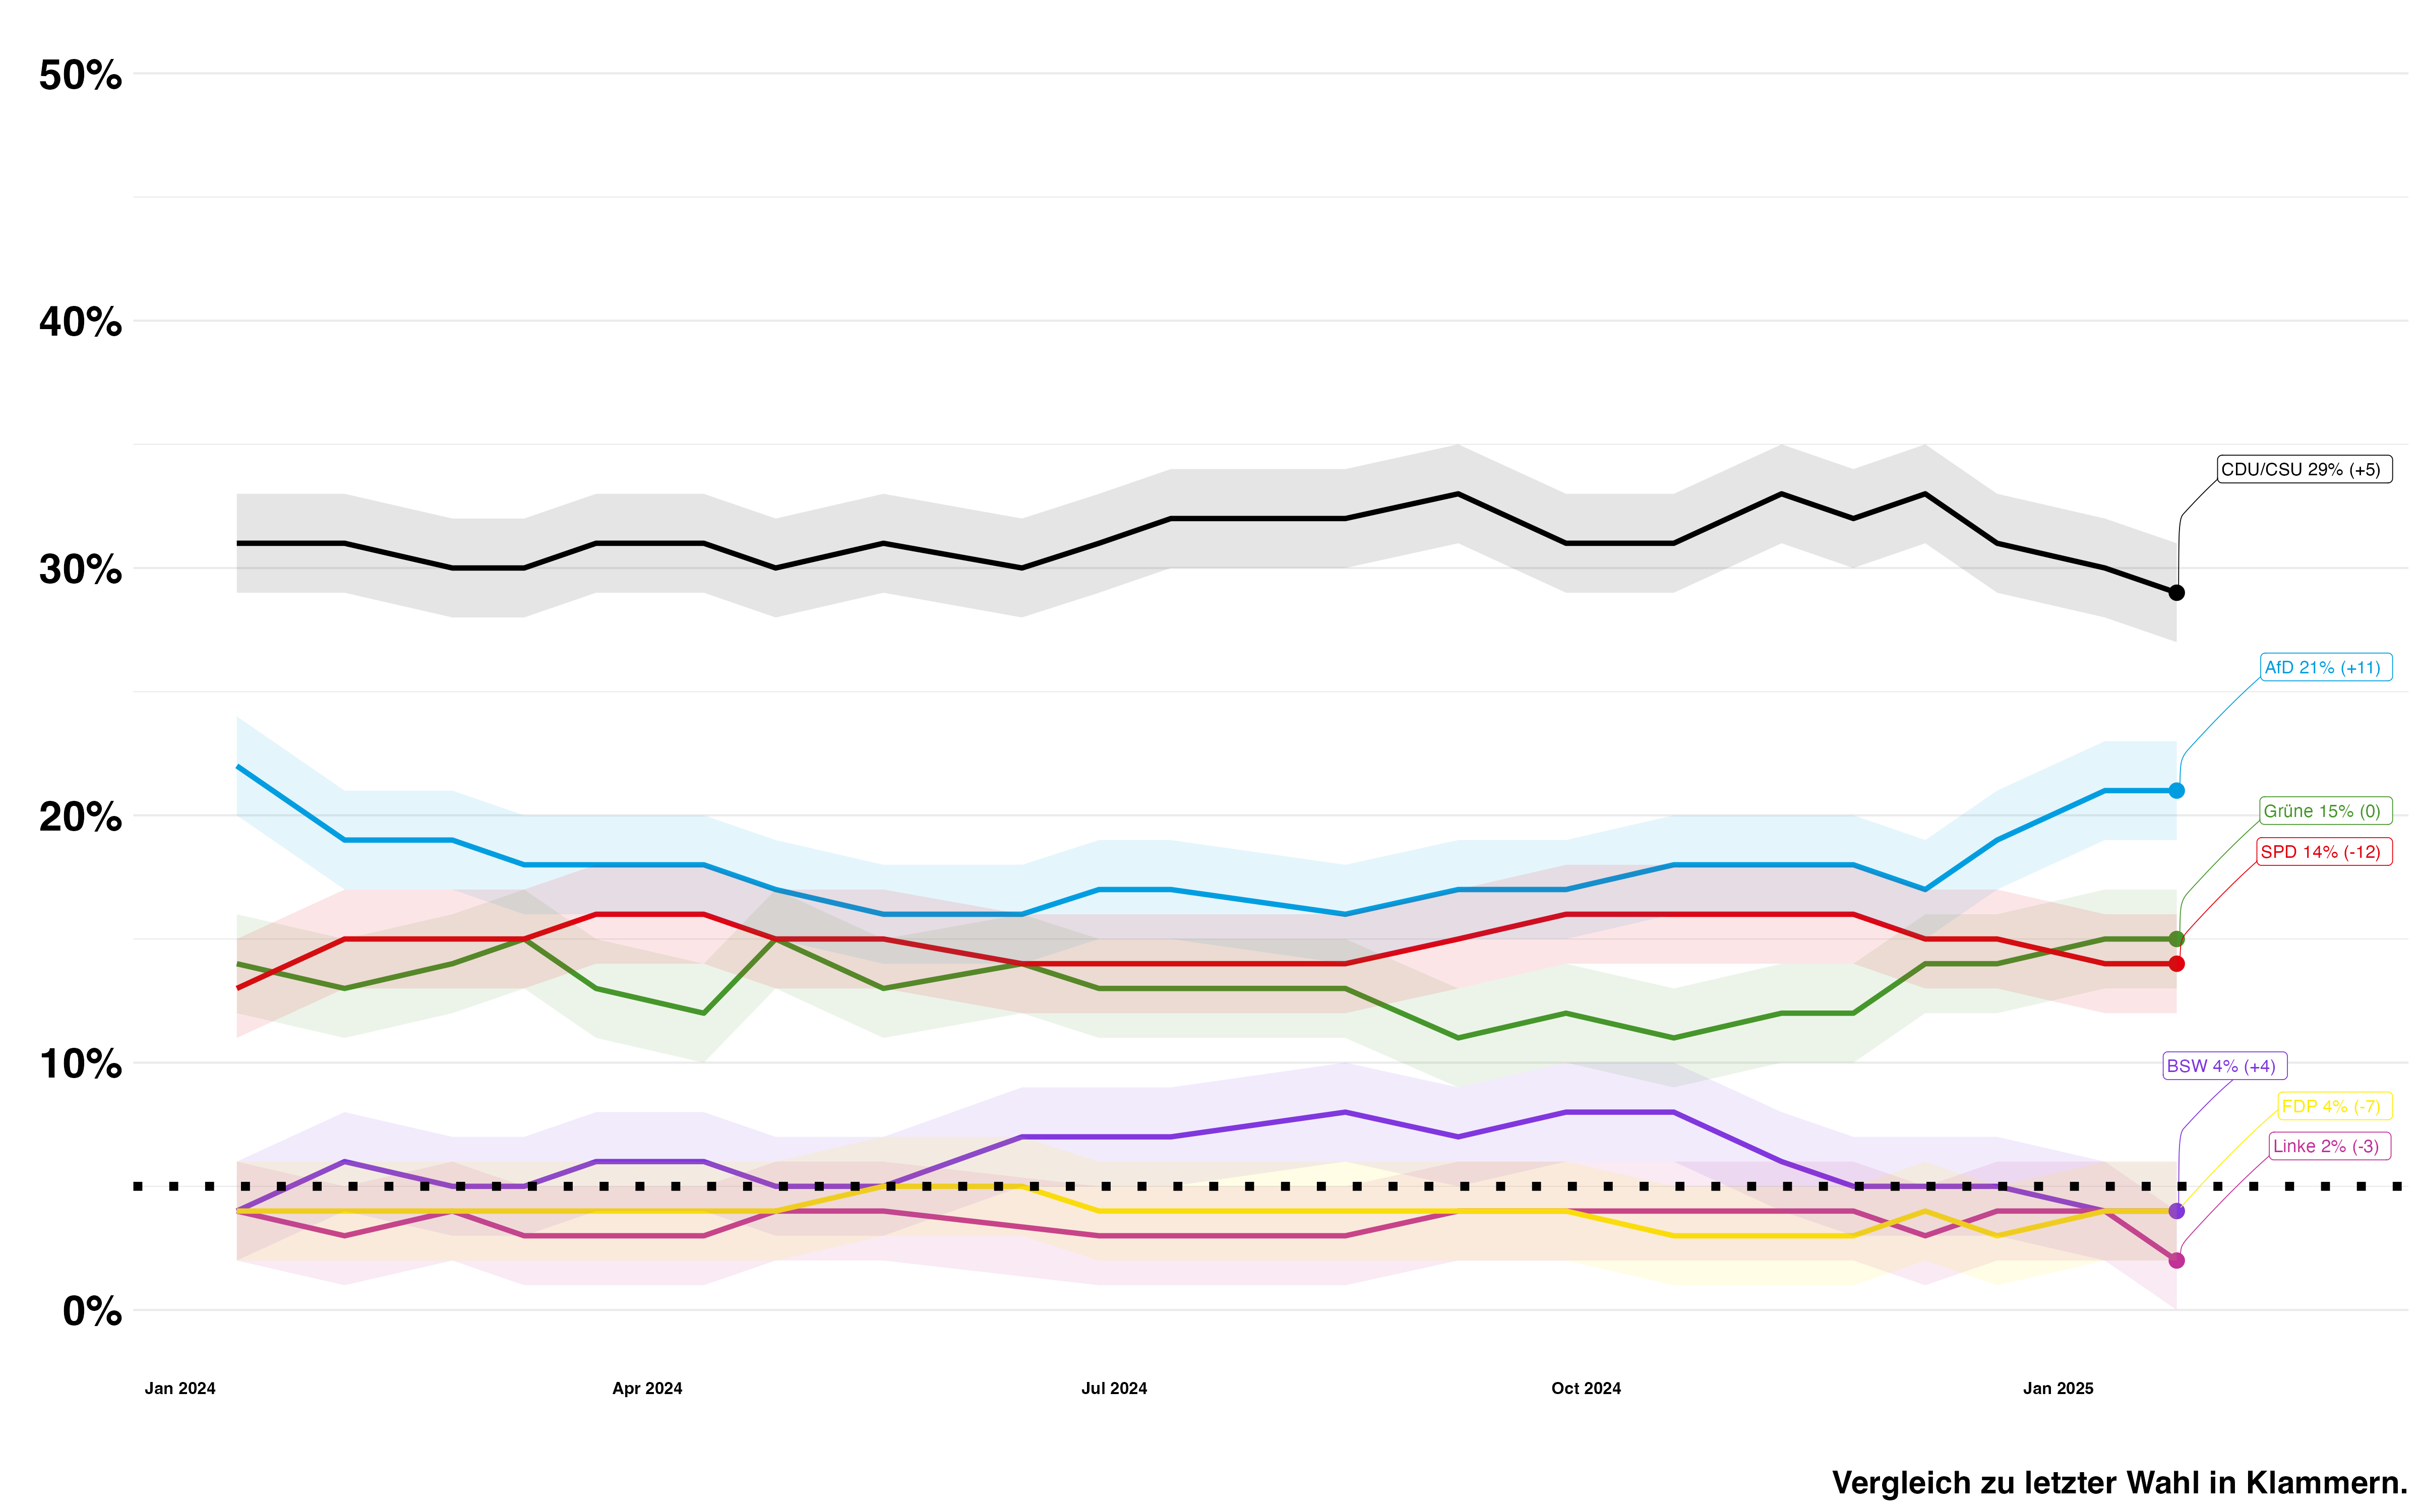 50%
40%
30%
20%
10%
0%
CDU/CSU 29% (+5)
AfD 21% (+11)
Grüne 15% (0)
SPD 14% (-12)
BSW 4% (+4)
FDP 4% (-7)
Linke 2% (-3)
Jan 2024
Apr 2024
Jul 2024
Oct 2024
Jan 2025
Vergleich zu letzter Wahl in Klammern.